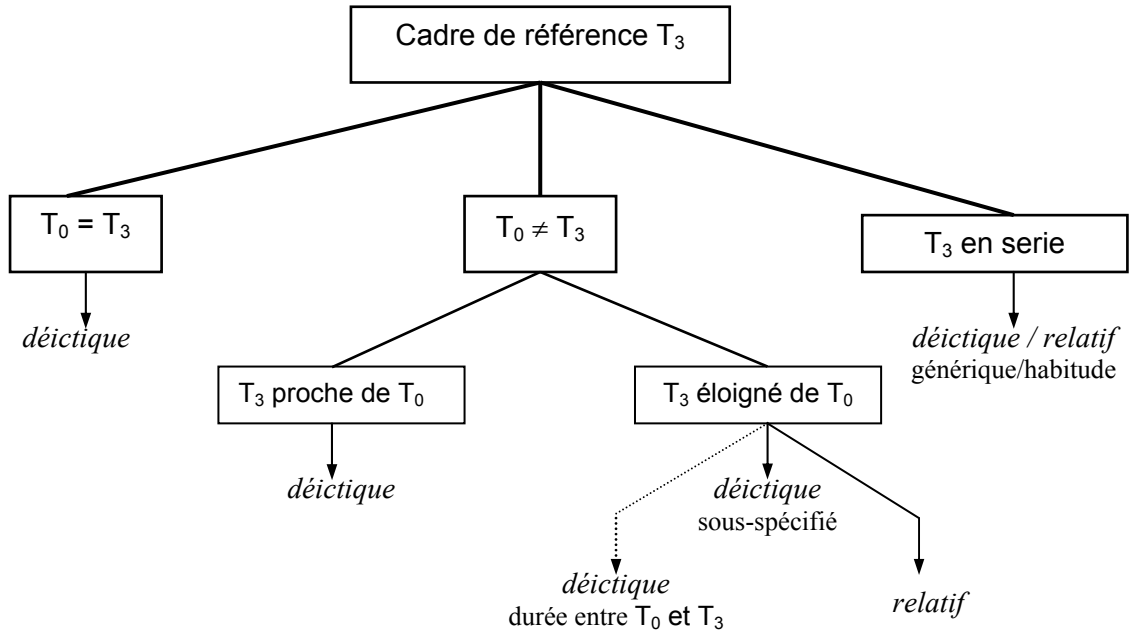 Cadre de référence T₃
T₀ = T₃
T₀ ≠ T₃
T₃ en serie
déictique
déictique / relatif
générique/habitude
T₃ proche de T₀
T₃ éloigné de T₀
déictique
déictique
sous-spécifié
déictique
durée entre T₀ et T₃
relatif